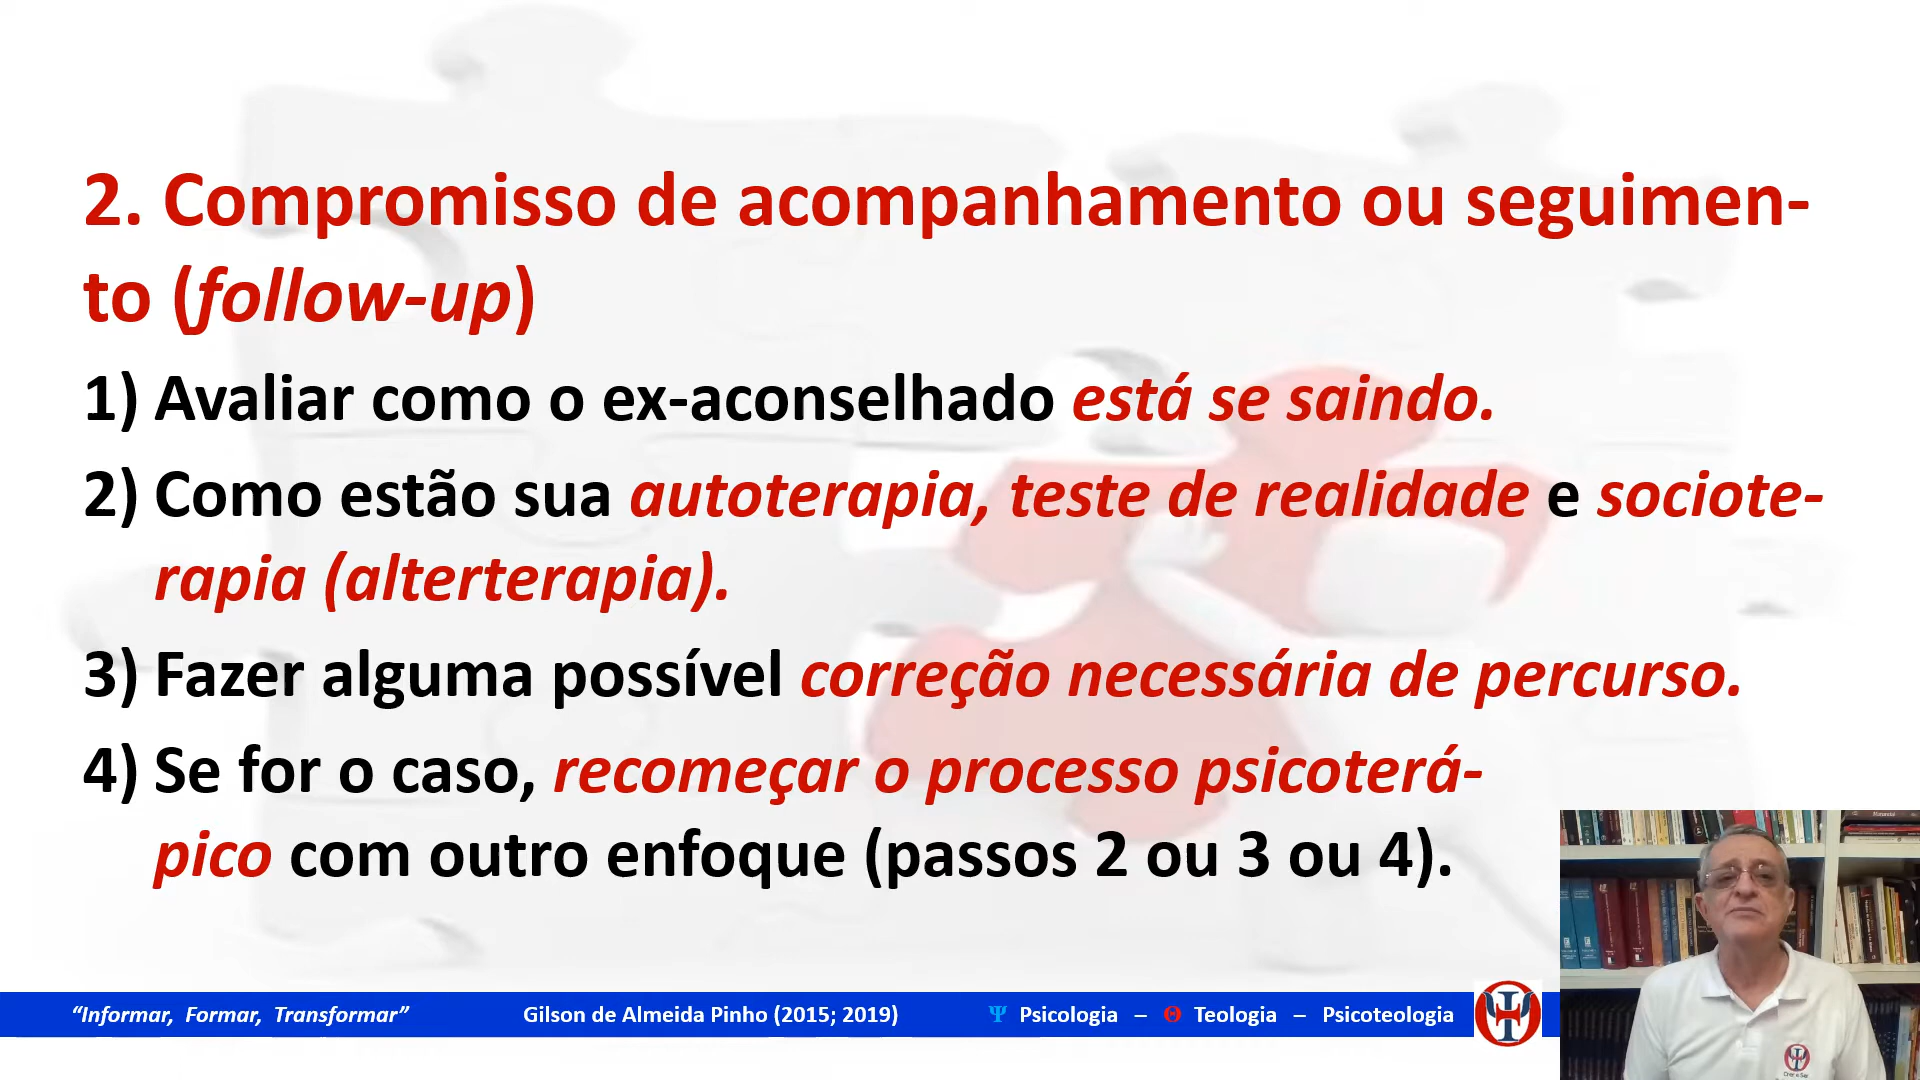 2. Compromisso de acompanhamento ou seguimen-
to (follow-up)
1) Avaliar como o ex-aconselhado está se saindo.
2) Como estão sua autoterapia, teste de realidade e sociote-
rapia (alterterapia).
3) Fazer alguma possível correção necessária de percurso.
4) Se for o caso, recomeçar o processo psicoterá-
pico com outro enfoque (passos 2 ou 3 ou 4).
“Informar, Formar, Transformar” Gilson de Almeida Pinho (2015; 2019) Ψ Psicologia – Θ Teologia – Psicoteologia